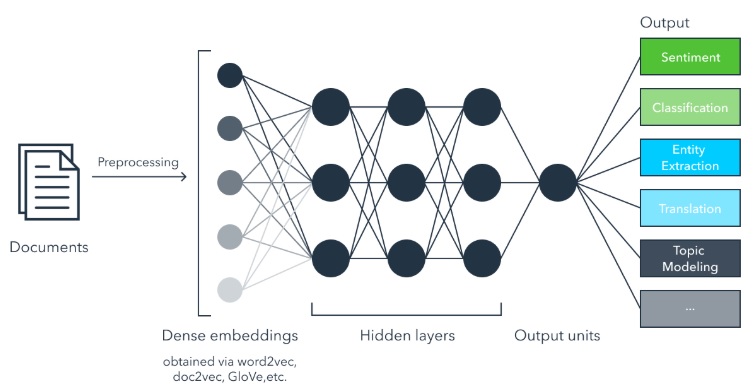 Output
Sentiment
Classification
Entity
Extraction
Translation
Topic
Modeling
...
Preprocessing
Documents
Dense embeddings
obtained via word2vec,
doc2vec, GloVe,etc.
Hidden layers
Output units